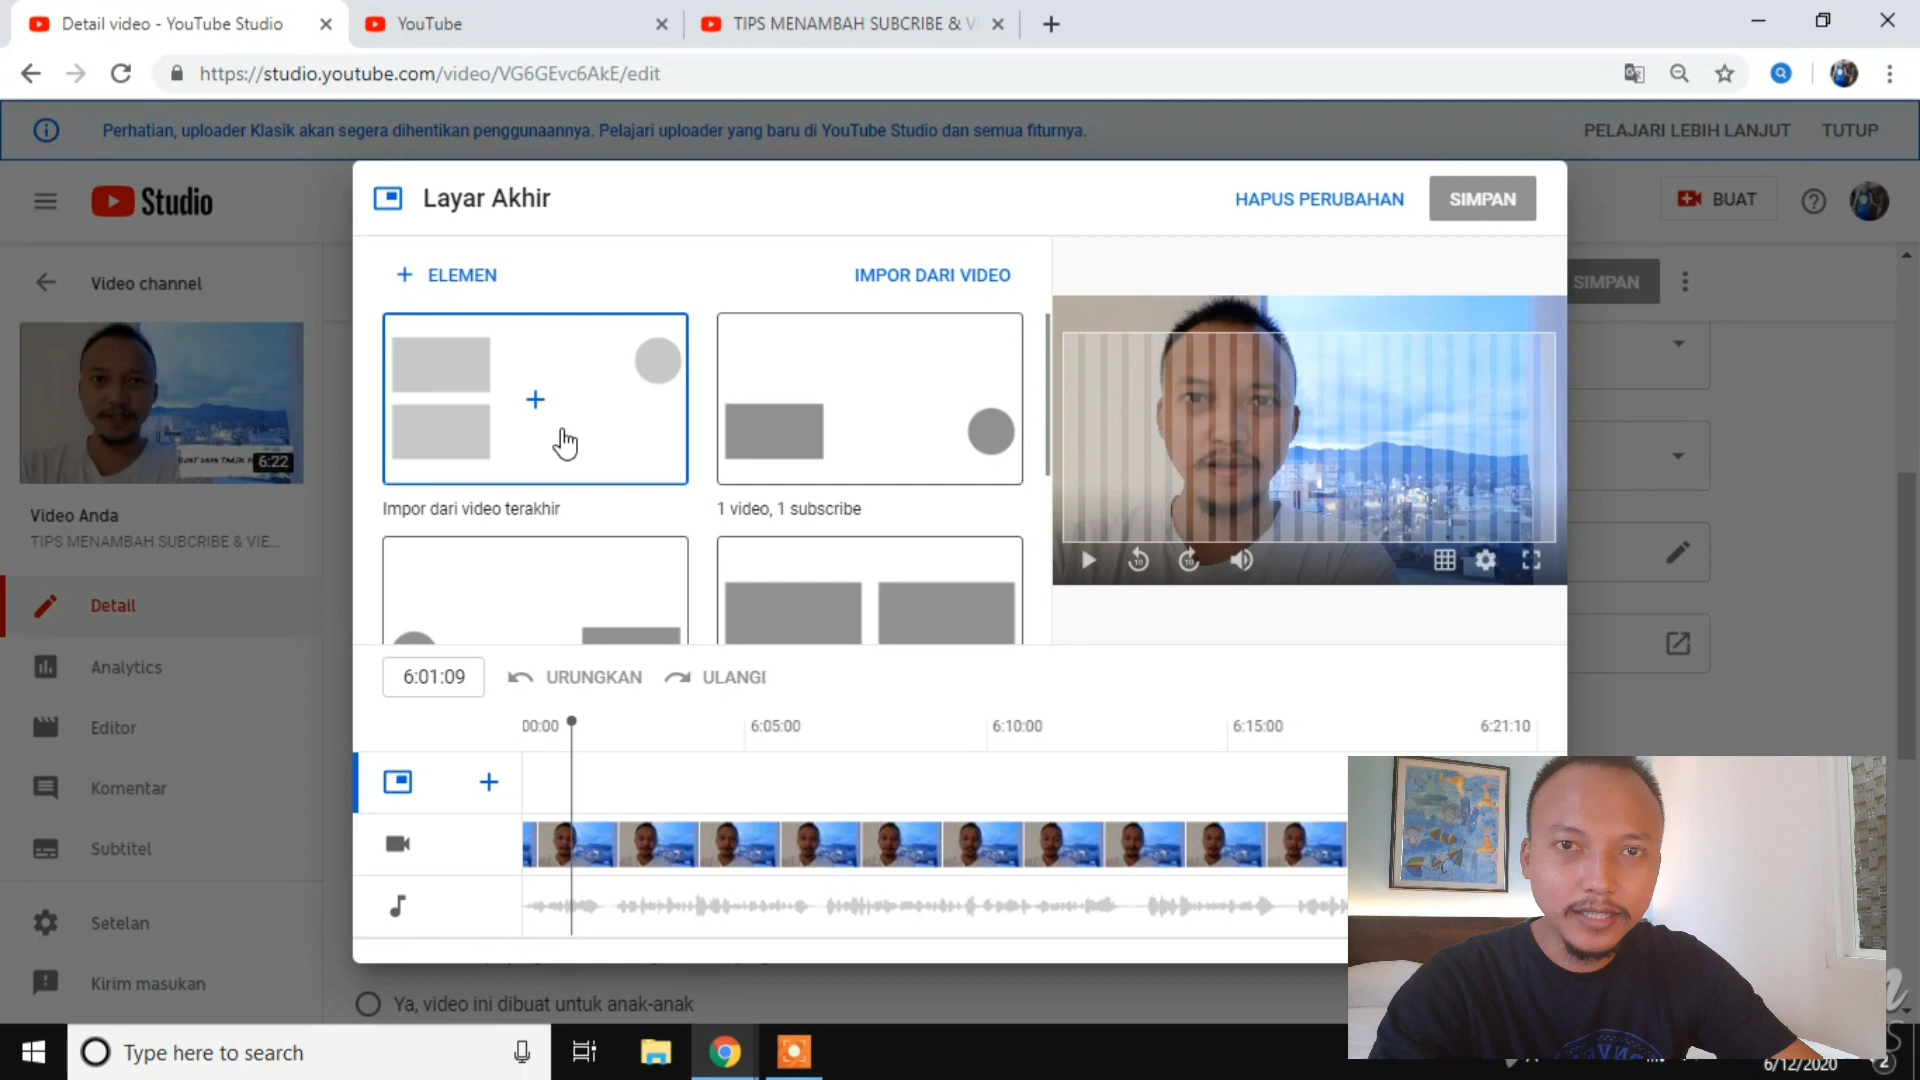 Detail video - YouTube Studio
YouTube
TIPS MENAMBAH SUBCRIBE & V
https://studio.youtube.com/video/VG6GEvc6AkE/edit
Perhatian, uploader Klasik akan segera dihentikan penggunaannya. Pelajari uploader yang baru di YouTube Studio dan semua fiturnya.
PELAJARI LEBIH LANJUT
TUTUP
Studio
Layar Akhir
HAPUS PERUBAHAN
SIMPAN
BUAT
ELEMEN
IMPOR DARI VIDEO
SIMPAN
Video channel
6:22
Impor dari video terakhir
1 video, 1 subscribe
Video Anda
TIPS MENAMBAH SUBCRIBE & VIE...
10
10
Detail
Analytics
Editor
Komentar
Subtitel
Setelan
Kirim masukan
6:01:09
URUNGKAN
ULANGI
00:00
6:05:00
6:10:00
6:15:00
6:21:10
Ya, video ini dibuat untuk anak-anak
Type here to search
6/12/2020
2